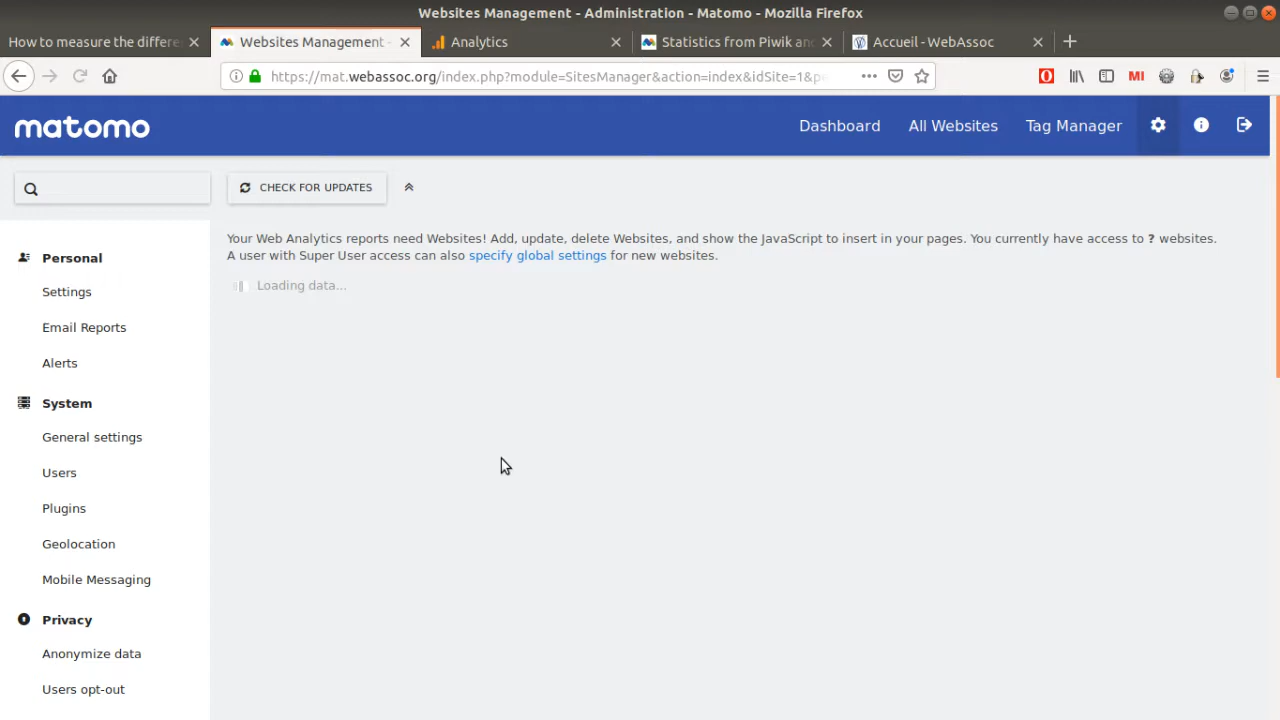 Websites Management - Administration - Matomo - Mozilla Firefox
How to measure the differe
Websites Management -
Analytics
Statistics from Piwik and
Accueil - WebAssoc
https://mat.webassoc.org/index.php?module=SitesManager&action=index&idSite=1&pe
MI
matomo
Dashboard
All Websites
Tag Manager
CHECK FOR UPDATES
Your Web Analytics reports need Websites! Add, update, delete Websites, and show the JavaScript to insert in your pages. You currently have access to ? websites.
A user with Super User access can also specify global settings for new websites.
Loading data...
Personal
Settings
Email Reports
Alerts
System
General settings
Users
Plugins
Geolocation
Mobile Messaging
Privacy
Anonymize data
Users opt-out